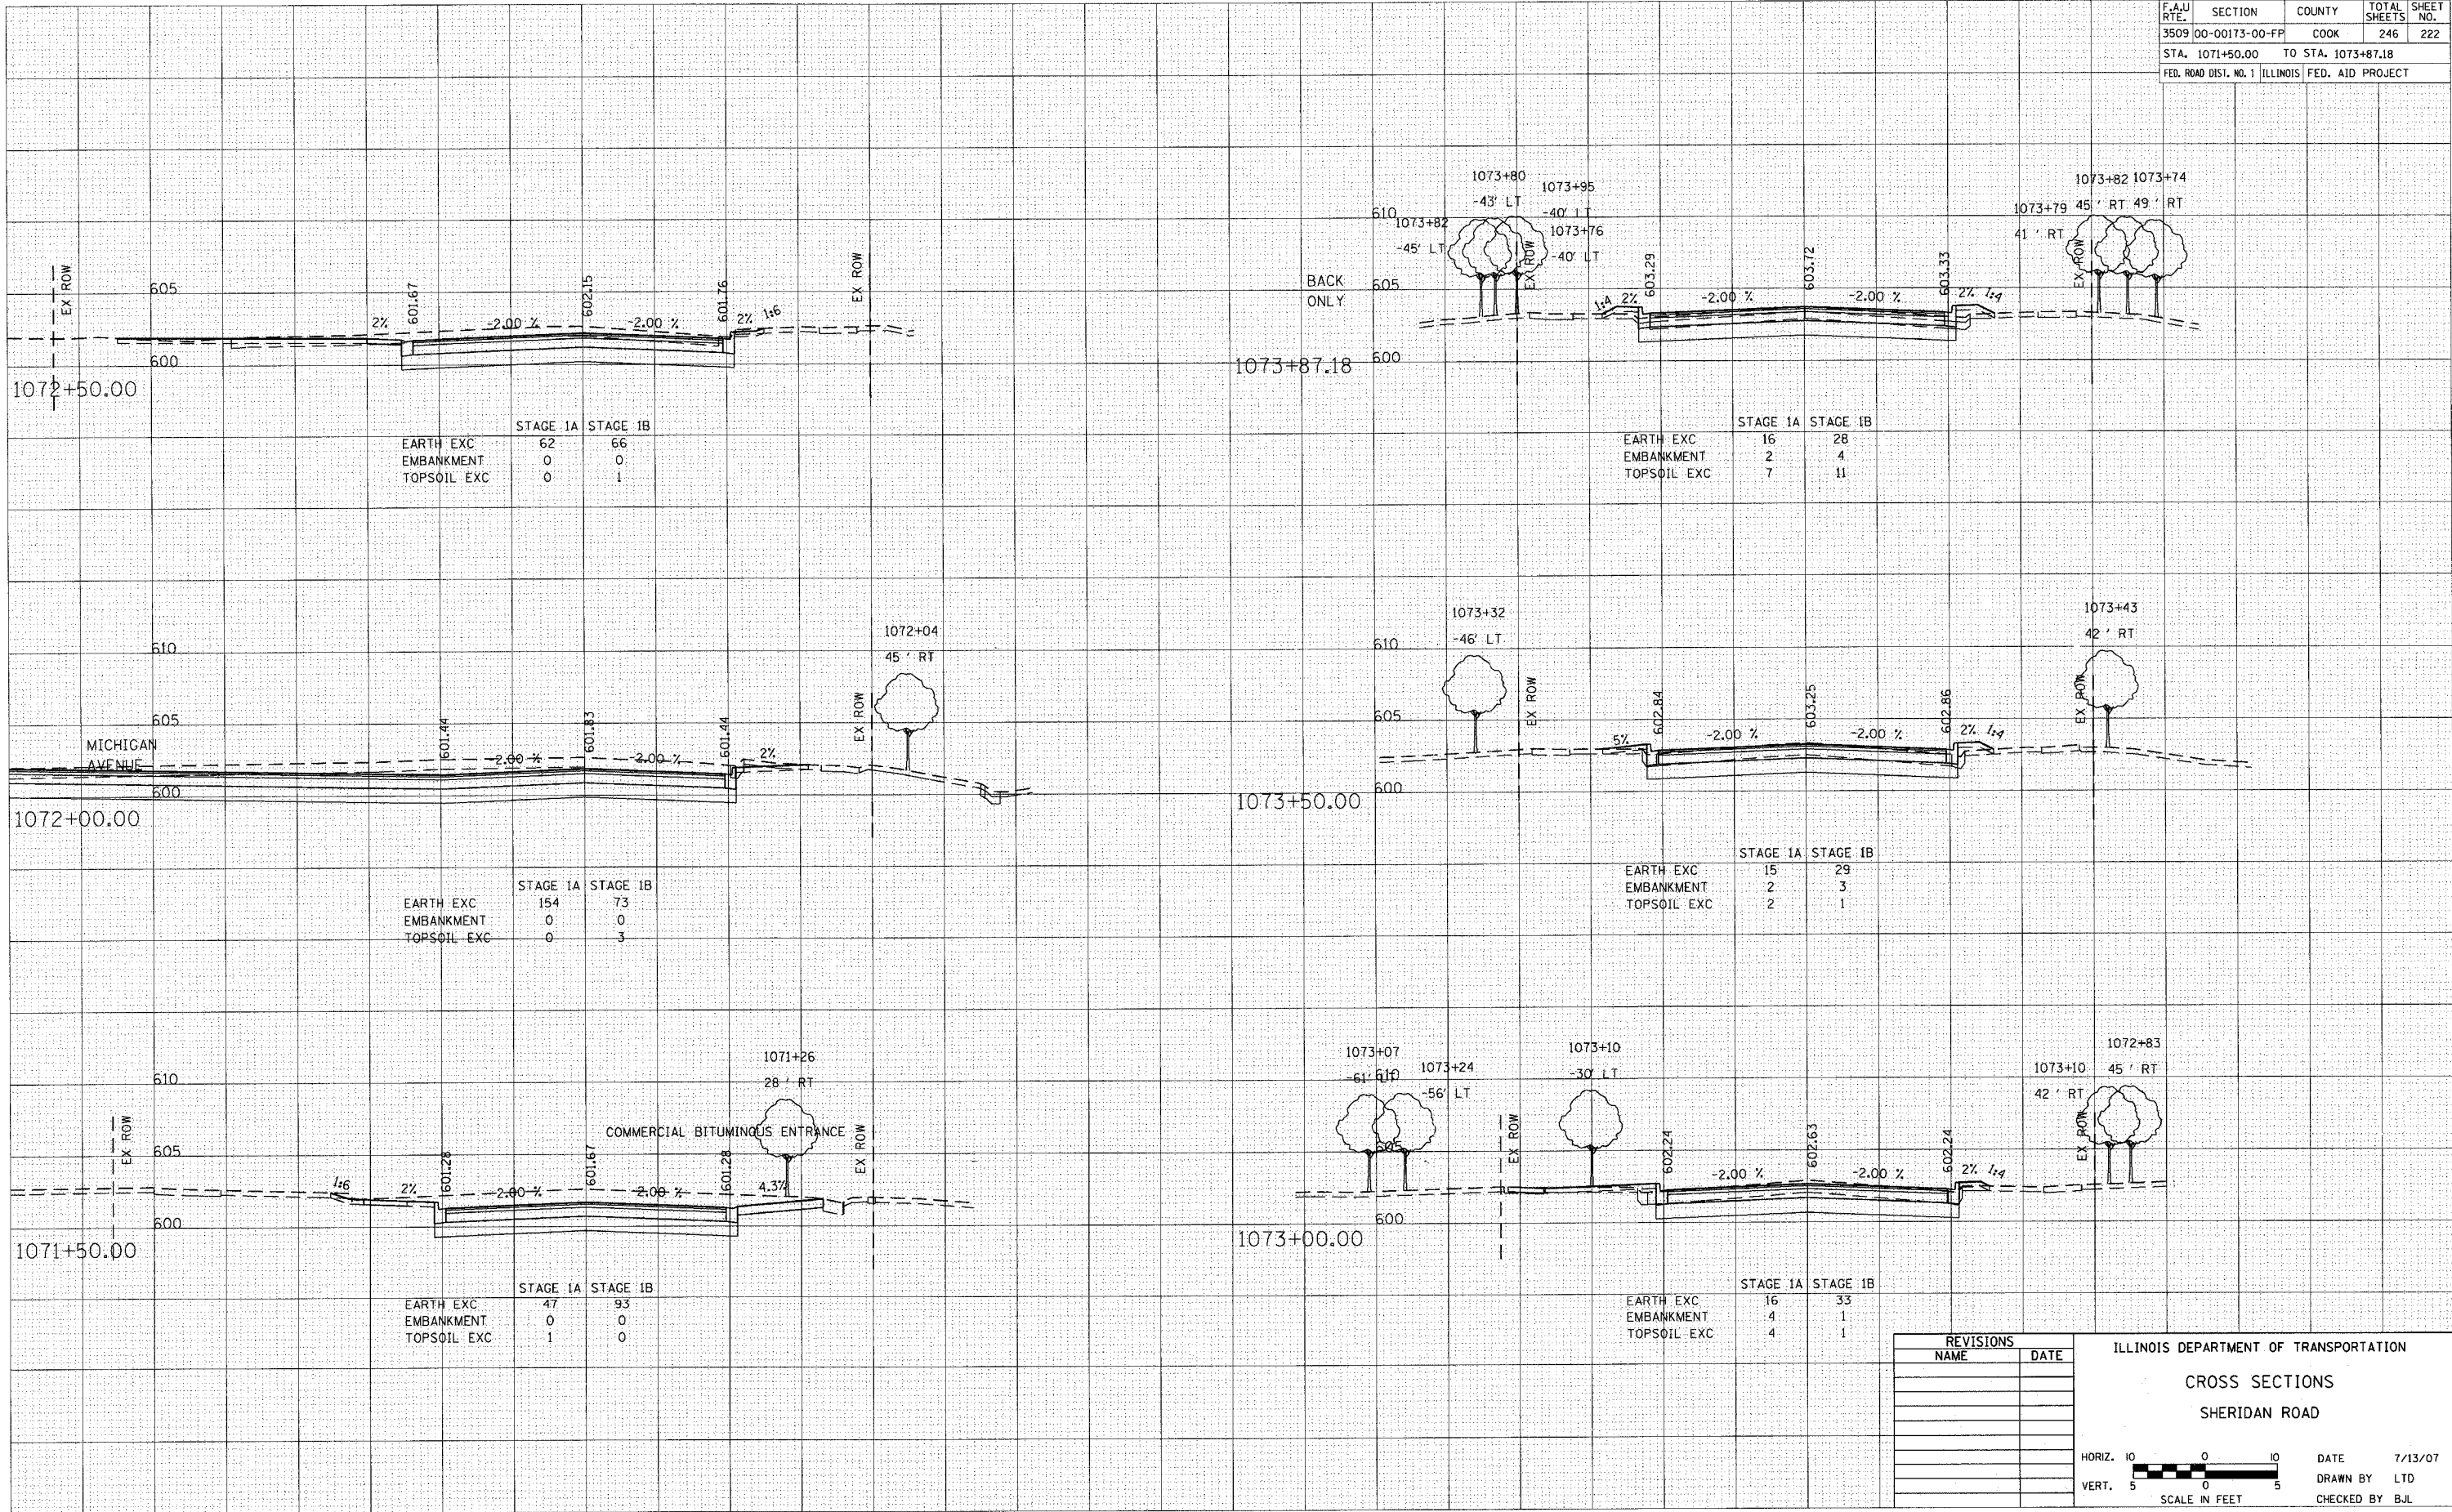 F.A.U RTE. SECTION COUNTY TOTAL SHEETS SHEET NO.
3509 00-00173-00-FP COOK 246 222
STA. 1071+50.00 TO STA. 1073+87.18
FED. ROAD DIST. NO. 1 ILLINOIS FED. AID PROJECT
EX ROW
605
2%
601.67
-2.00 %
602.15
-2.00 %
601.76
2%
1:6
EX ROW
600
1072+50.00
STAGE 1A STAGE 1B
EARTH EXC 62 66
EMBANKMENT 0 0
TOPSOIL EXC 0 1
1072+04
45 ' RT
610
605
MICHIGAN
AVENUE
601.44
-2.00 %
601.83
-2.00 %
601.44
2%
EX ROW
600
1072+00.00
STAGE 1A STAGE 1B
EARTH EXC 154 73
EMBANKMENT 0 0
TOPSOIL EXC 0 3
1071+26
28 ' RT
610
COMMERCIAL BITUMINOUS ENTRANCE
EX ROW
605
1:6
2%
601.28
-2.00 %
601.67
-2.00 %
601.28
4.3%
EX ROW
600
1071+50.00
STAGE 1A STAGE 1B
EARTH EXC 47 93
EMBANKMENT 0 0
TOPSOIL EXC 1 0
1073+80
-43' LT
1073+95
-40' LT
610
1073+82
-45' LT
1073+76
-40' LT
EX ROW
BACK
ONLY
605
1:4
2%
603.29
-2.00 %
603.72
-2.00 %
603.33
2%
1:4
1073+82 1073+74
45 ' RT 49 ' RT
1073+79
41 ' RT
EX ROW
600
1073+87.18
STAGE 1A STAGE 1B
EARTH EXC 16 28
EMBANKMENT 2 4
TOPSOIL EXC 7 11
1073+32
-46' LT
610
1073+43
42 ' RT
605
EX ROW
5%
602.84
-2.00 %
603.25
-2.00 %
602.86
2%
1:4
EX ROW
600
1073+50.00
STAGE 1A STAGE 1B
EARTH EXC 15 29
EMBANKMENT 2 3
TOPSOIL EXC 2 1
1073+07
-61' LT
610
1073+24
-56' LT
1073+10
-30' LT
1072+83
45 ' RT
1073+10
42 ' RT
605
EX ROW
602.24
-2.00 %
602.63
-2.00 %
602.24
2%
1:4
EX ROW
600
1073+00.00
STAGE 1A STAGE 1B
EARTH EXC 16 33
EMBANKMENT 4 1
TOPSOIL EXC 4 1
REVISIONS
NAME DATE
ILLINOIS DEPARTMENT OF TRANSPORTATION
CROSS SECTIONS
SHERIDAN ROAD
HORIZ. 10 0 10
VERT. 5 0 5
SCALE IN FEET
DATE 7/13/07
DRAWN BY LTD
CHECKED BY BJL